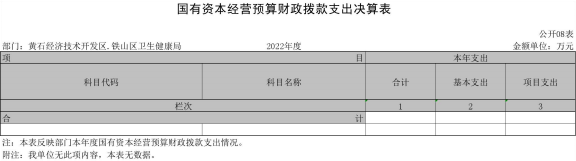 国有资本经营预算财政拨款支出决算表
公开08表
部门：黄石经济技术开发区.铁山区卫生健康局 2022年度 金额单位：万元
项 目 本年支出
科目代码 科目名称 合计 基本支出 项目支出
栏次 1 2 3
合 计
注：本表反映部门本年度国有资本经营预算财政拨款支出情况。
附注：我单位无此项内容，本表无数据。